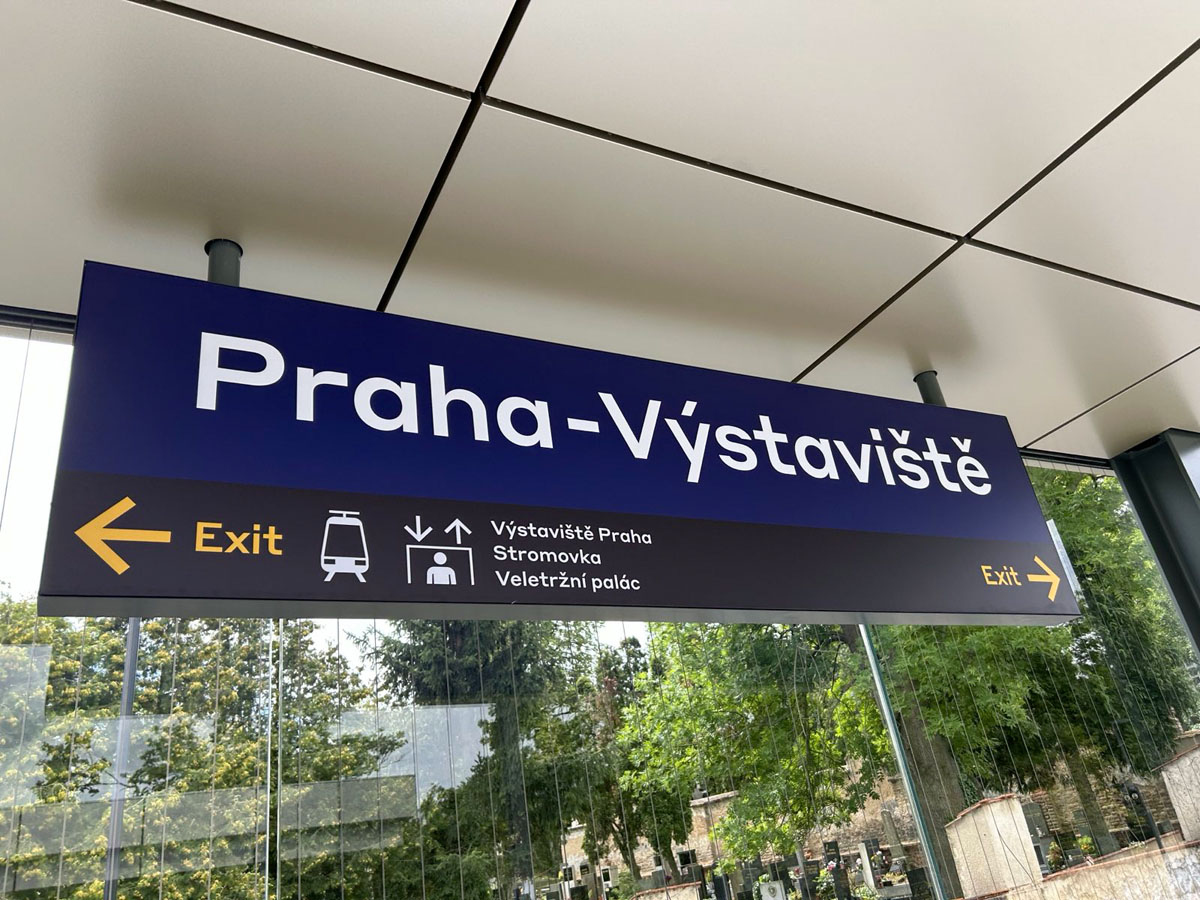 Praha-Výstaviště
Exit
Výstaviště Praha
Stromovka
Veletržní palác
Exit